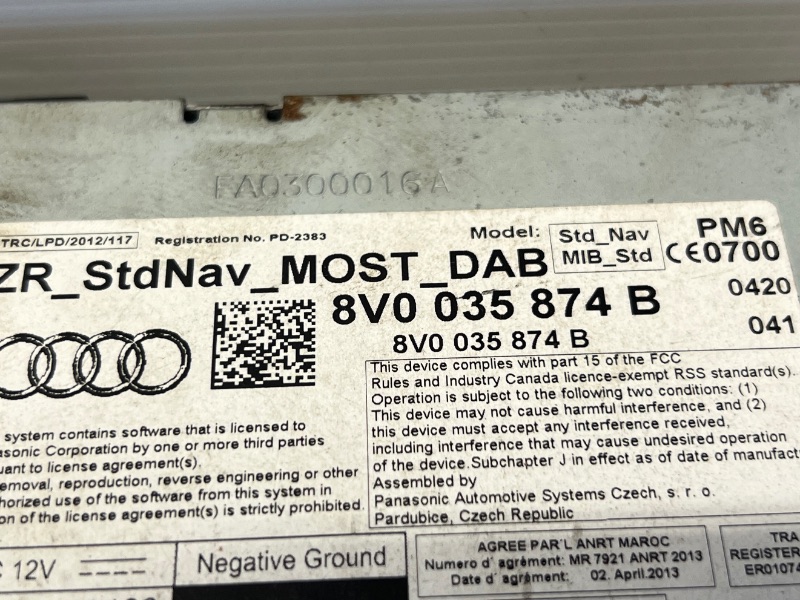 FA0300016A
TRC/LPD/2012/117
Registration No. PD-2383
Model:
Std_Nav
MIB_Std
PM6
CE0700
ZR_StdNav_MOST_DAB
8V0 035 874 B
0420
8V0 035 874 B
041
This device complies with part 15 of the FCC
Rules and Industry Canada licence-exempt RSS standard(s).
Operation is subject to the following two conditions: (1)
This device may not cause harmful interference, and (2)
this device must accept any interference received,
including interference that may cause undesired operation
of the device.Subchapter J in effect as of date of manufact
Assembled by
Panasonic Automotive Systems Czech, s. r. o.
Pardubice, Czech Republic
system contains software that is licensed to
asonic Corporation by one or more third parties
uant to license agreement(s).
emoval, reproduction, reverse engineering or other
horized use of the software from this system in
on of the license agreement(s) is strictly prohibited.
C 12V
Negative Ground
AGREE PAR'L ANRT MAROC
Numero d'agrément: MR 7921 ANRT 2013
Date d'agrément: 02. April.2013
TRA
REGISTER
ER01074